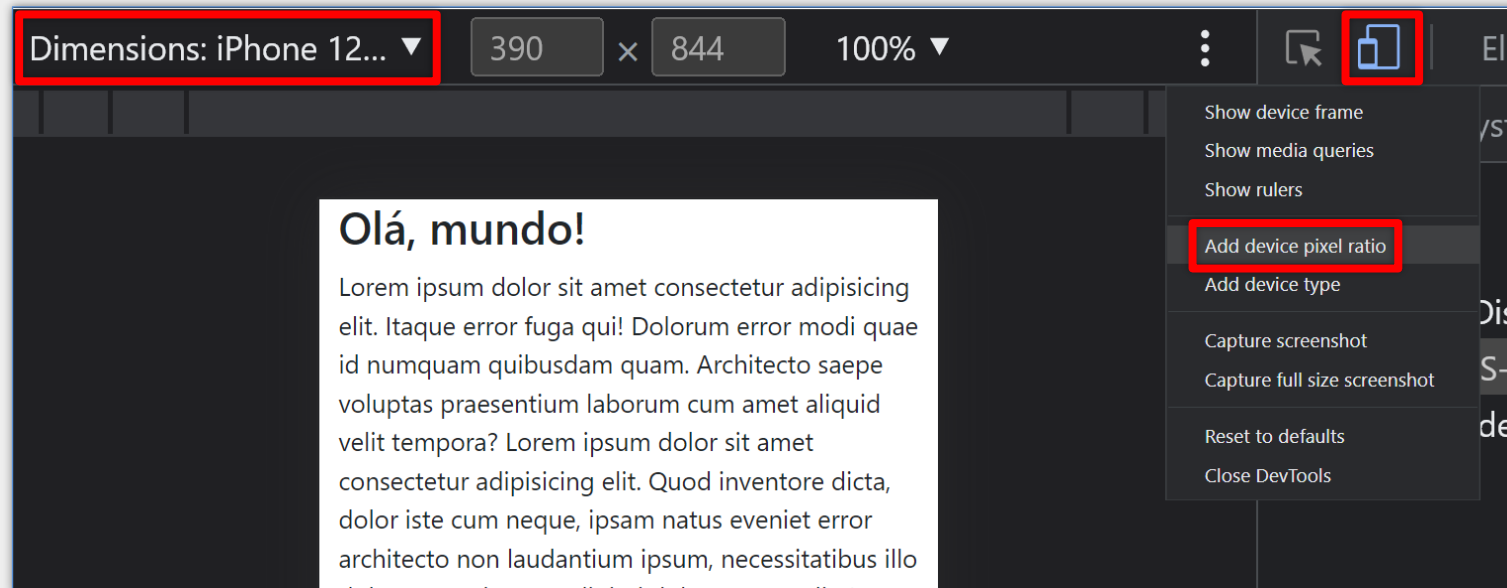 Dimensions: iPhone 12... ▼ 390 × 844 100% ▼ El
Show device frame
Show media queries
Show rulers
Add device pixel ratio
Add device type
Capture screenshot
Capture full size screenshot
Reset to defaults
Close DevTools
Olá, mundo!
Lorem ipsum dolor sit amet consectetur adipisicing
elit. Itaque error fuga qui! Dolorum error modi quae
id numquam quibusdam quam. Architecto saepe
voluptas praesentium laborum cum amet aliquid
velit tempora? Lorem ipsum dolor sit amet
consectetur adipisicing elit. Quod inventore dicta,
dolor iste cum neque, ipsam natus eveniet error
architecto non laudantium ipsum, necessitatibus illo